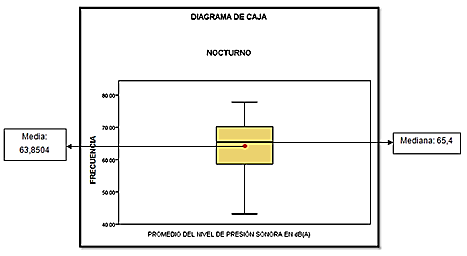 DIAGRAMA DE CAJA
NOCTURNO
80.00
70.00
60.00
50.00
40.00
FRECUENCIA
Media:
63,8504
Mediana: 65,4
PROMEDIO DEL NIVEL DE PRESIÓN SONORA EN dB(A)